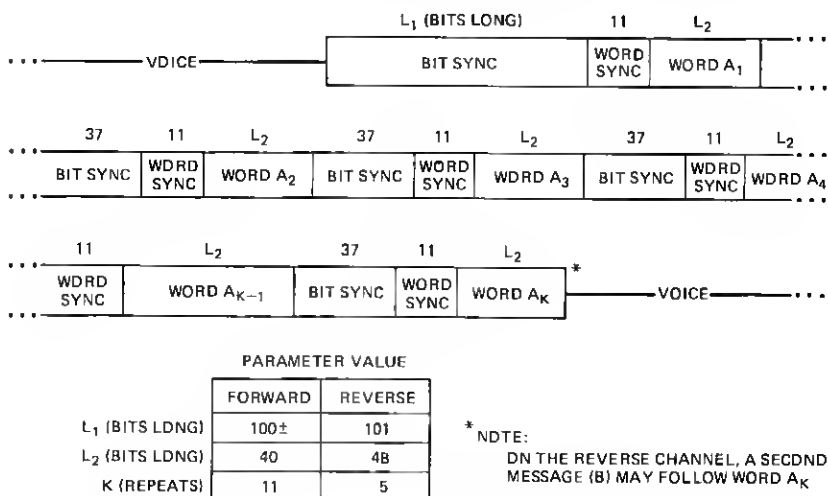 L₁ (BITS LONG) 11 L₂
··· VDICE BIT SYNC WORD SYNC WORD A₁ ···
37 11 L₂ 37 11 L₂ 37 11 L₂
··· BIT SYNC WDRD SYNC WORD A₂ BIT SYNC WORD SYNC WDRD A₃ BIT SYNC WDRD SYNC WDRD A₄ ···
11 L₂ 37 11 L₂
··· WDRD SYNC WORD A_{K−1} BIT SYNC WORD SYNC WORD A_K * VOICE ···
PARAMETER VALUE
FORWARD REVERSE
L₁ (BITS LDNG) 100± 101
L₂ (BITS LDNG) 40 4B
K (REPEATS) 11 5
* NDTE:
DN THE REVERSE CHANNEL, A SECDND
MESSAGE (B) MAY FOLLOW WORD A_K